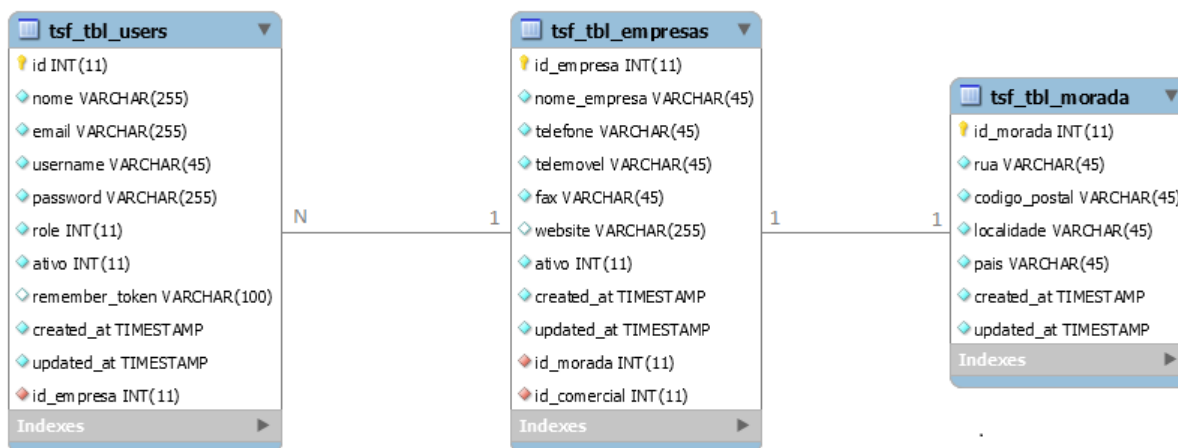 tsf_tbl_users
id INT(11)
nome VARCHAR(255)
email VARCHAR(255)
username VARCHAR(45)
password VARCHAR(255)
role INT(11)
ativo INT(11)
remember_token VARCHAR(100)
created_at TIMESTAMP
updated_at TIMESTAMP
id_empresa INT(11)
Indexes
N
1
tsf_tbl_empresas
id_empresa INT(11)
nome_empresa VARCHAR(45)
telefone VARCHAR(45)
telemovel VARCHAR(45)
fax VARCHAR(45)
website VARCHAR(255)
ativo INT(11)
created_at TIMESTAMP
updated_at TIMESTAMP
id_morada INT(11)
id_comercial INT(11)
Indexes
1
1
tsf_tbl_morada
id_morada INT(11)
rua VARCHAR(45)
codigo_postal VARCHAR(45)
localidade VARCHAR(45)
pais VARCHAR(45)
created_at TIMESTAMP
updated_at TIMESTAMP
Indexes
.